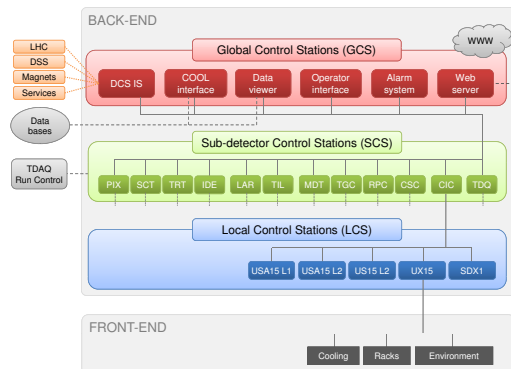 BACK-END
LHC
DSS
Magnets
Services
Global Control Stations (GCS)
WWW
DCS IS
COOL
interface
Data
viewer
Operator
interface
Alarm
system
Web
server
Data
bases
Sub-detector Control Stations (SCS)
TDAQ
Run Control
PIX
SCT
TRT
IDE
LAR
TIL
MDT
TGC
RPC
CSC
CIC
TDQ
Local Control Stations (LCS)
USA15 L1
USA15 L2
US15 L2
UX15
SDX1
FRONT-END
Cooling
Racks
Environment